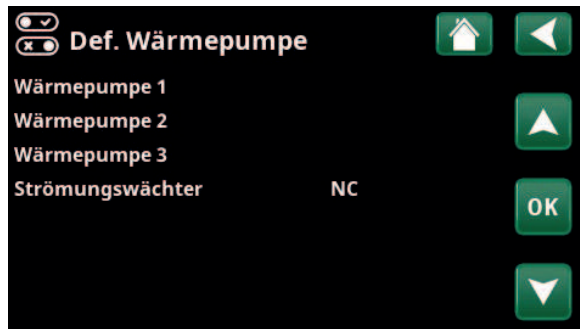 Def. Wärmepumpe
Wärmepumpe 1
Wärmepumpe 2
Wärmepumpe 3
Strömungswächter NC
OK